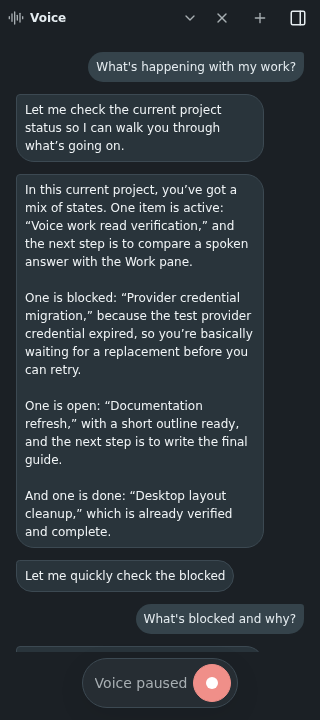 Voice
What's happening with my work?
Let me check the current project
status so I can walk you through
what’s going on.
In this current project, you’ve got a
mix of states. One item is active:
“Voice work read verification,” and
the next step is to compare a spoken
answer with the Work pane.
One is blocked: “Provider credential
migration,” because the test provider
credential expired, so you’re basically
waiting for a replacement before you
can retry.
One is open: “Documentation
refresh,” with a short outline ready,
and the next step is to write the final
guide.
And one is done: “Desktop layout
cleanup,” which is already verified
and complete.
Let me quickly check the blocked
What's blocked and why?
Voice paused